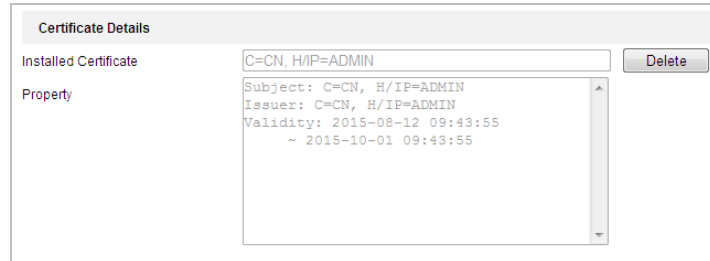 Certificate Details
Installed Certificate C=CN, H/IP=ADMIN Delete
Property
Subject: C=CN, H/IP=ADMIN
Issuer: C=CN, H/IP=ADMIN
Validity: 2015-08-12 09:43:55
~ 2015-10-01 09:43:55